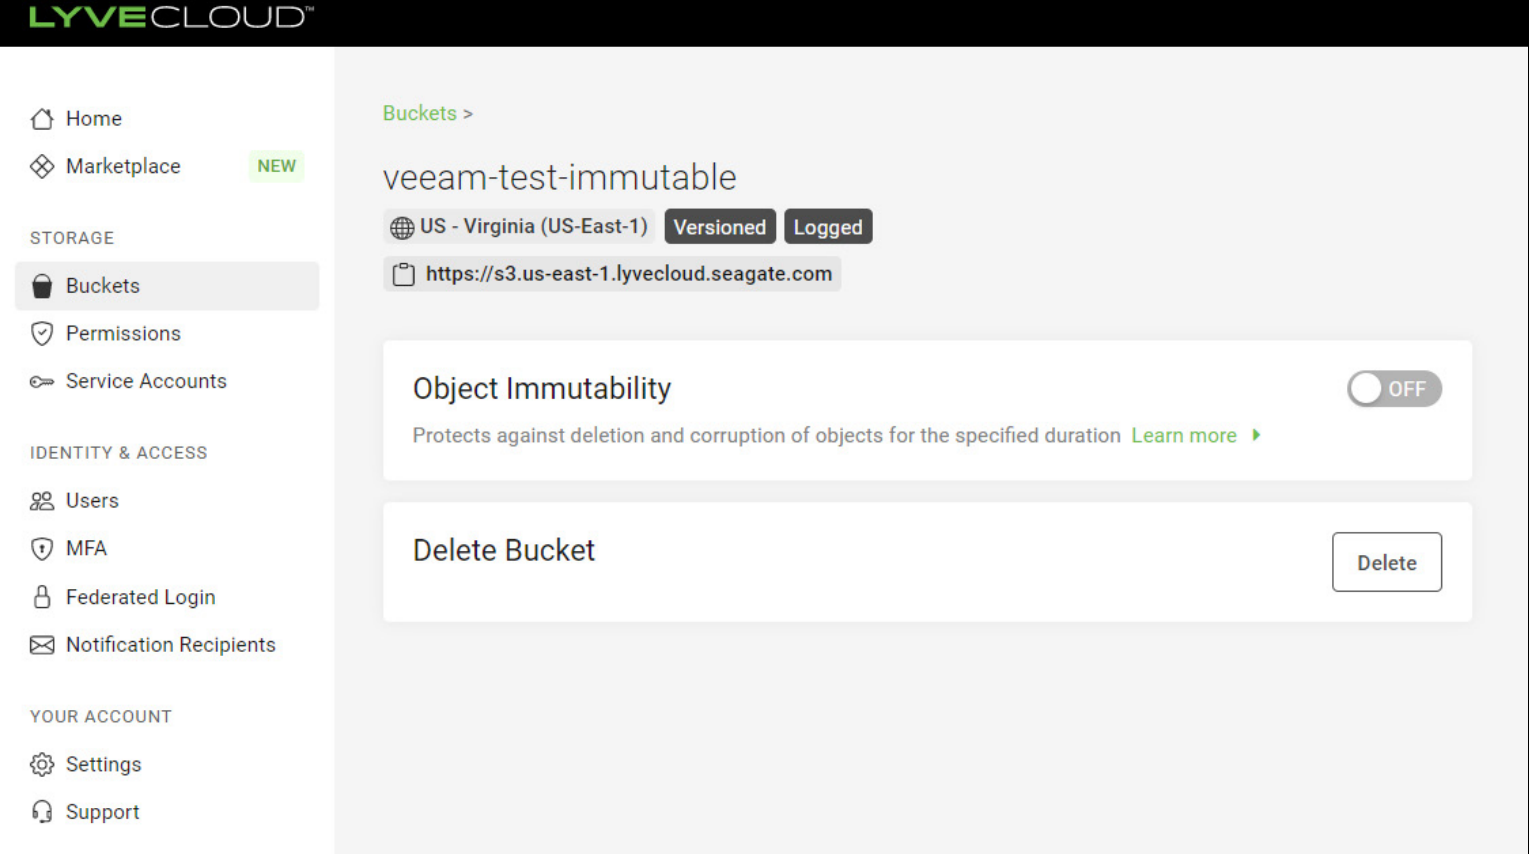 LYVECLOUD™
Home
Marketplace NEW
STORAGE
Buckets
Permissions
Service Accounts
IDENTITY & ACCESS
Users
MFA
Federated Login
Notification Recipients
YOUR ACCOUNT
Settings
Support
Buckets >
veeam-test-immutable
US - Virginia (US-East-1) Versioned Logged
https://s3.us-east-1.lyvecloud.seagate.com
Object Immutability OFF
Protects against deletion and corruption of objects for the specified duration Learn more
Delete Bucket Delete